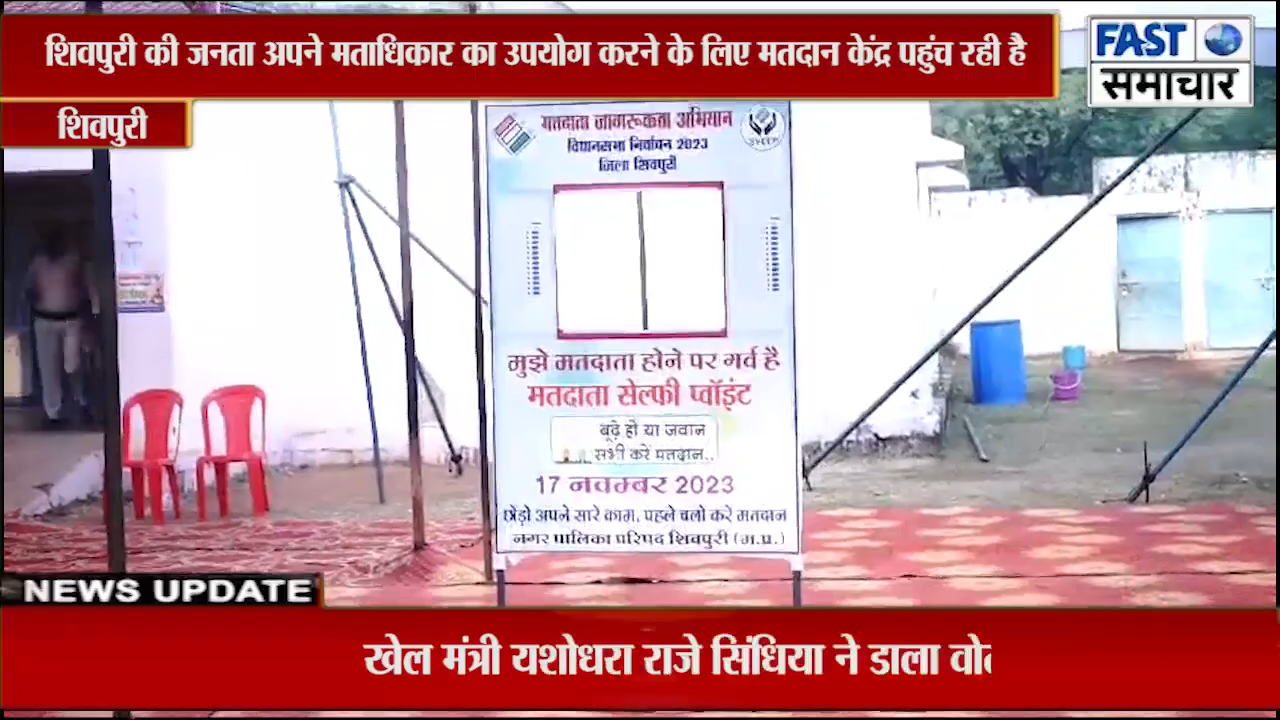 शिवपुरी की जनता अपने मताधिकार का उपयोग करने के लिए मतदान केंद्र पहुंच रही है
FAST
समाचार
शिवपुरी
मतदाता जागरूकता अभियान
विधानसभा निर्वाचन 2023
जिला शिवपुरी
SVEEP
मुझे मतदाता होने पर गर्व है
मतदाता सेल्फी प्वॉइंट
बूढ़े हो या जवान
सभी करें मतदान..
17 नवम्बर 2023
छोड़ो अपने सारे काम, पहले चलो करें मतदान
नगर पालिका परिषद शिवपुरी (म.प्र.)
NEWS UPDATE
खेल मंत्री यशोधरा राजे सिंधिया ने डाला